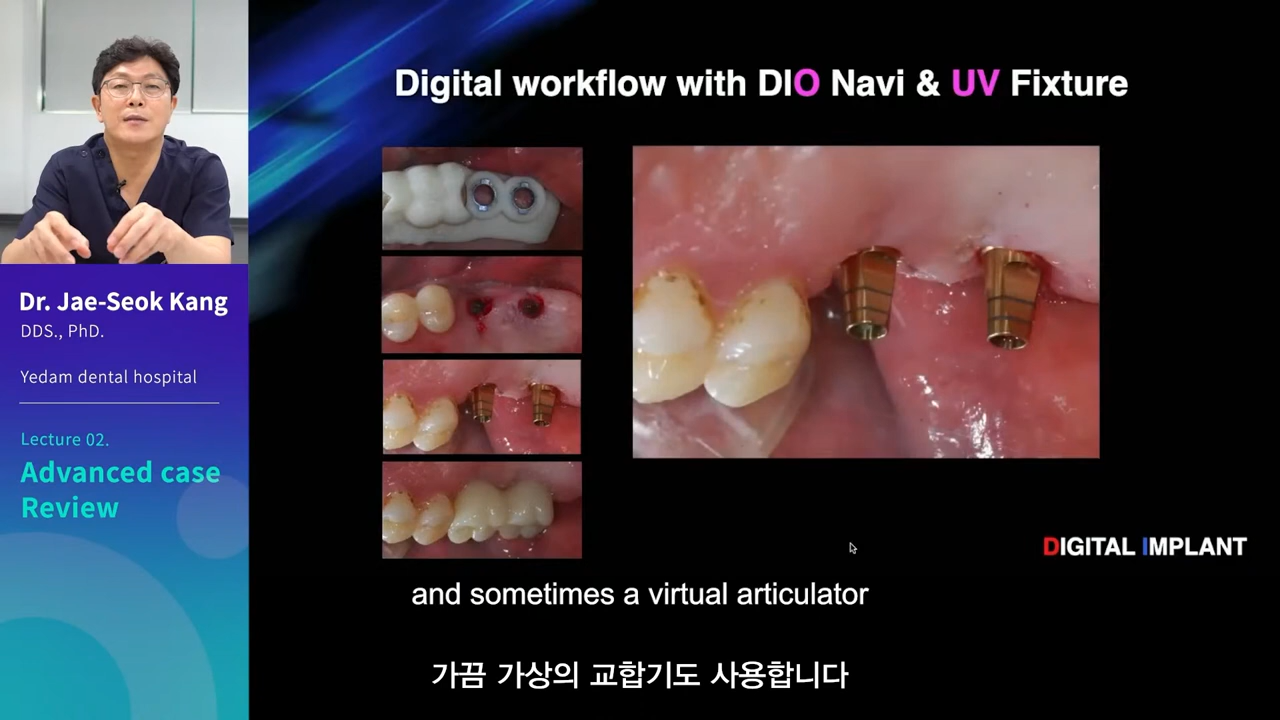 Digital workflow with DIO Navi & UV Fixture
Dr. Jae-Seok Kang
DDS., PhD.
Yedam dental hospital
Lecture 02.
Advanced case
Review
DIGITAL IMPLANT
and sometimes a virtual articulator
가끔 가상의 교합기도 사용합니다